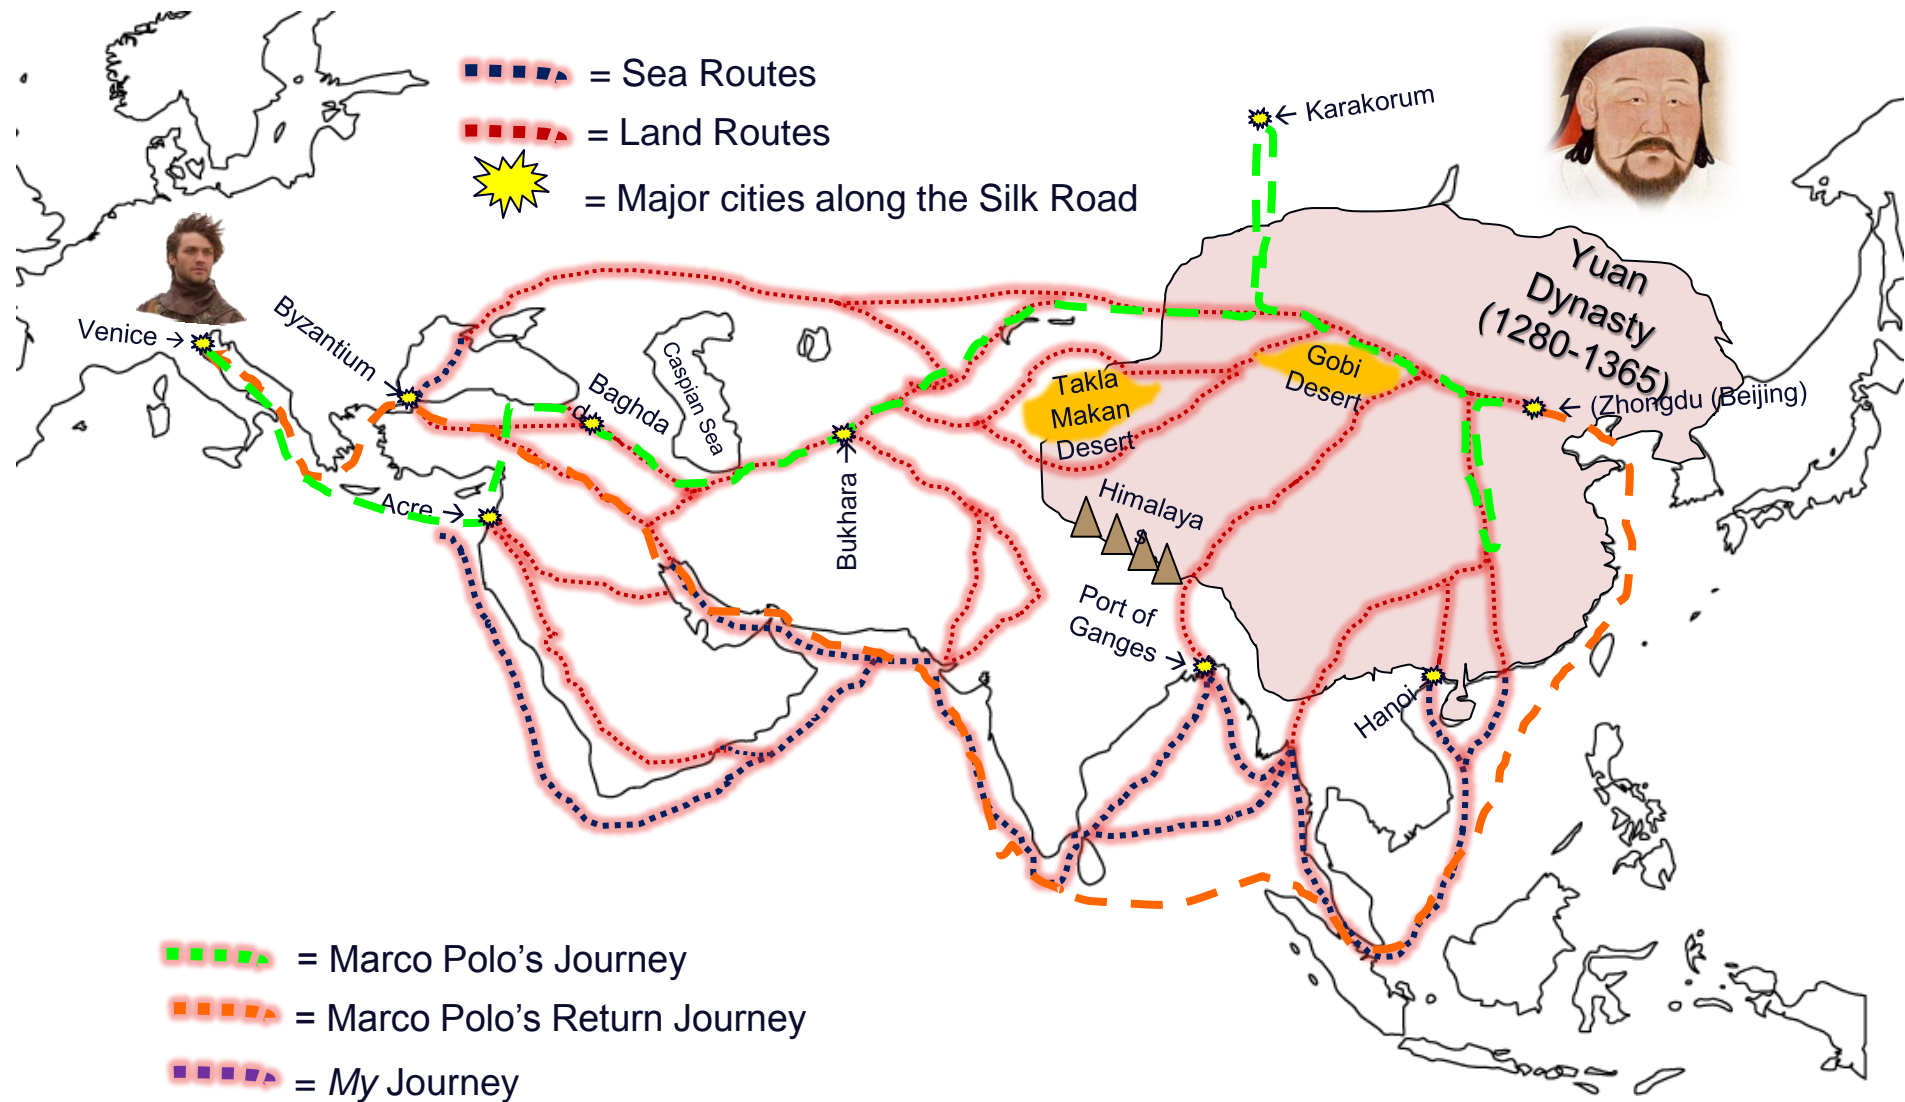 = Sea Routes
= Land Routes
= Major cities along the Silk Road
← Karakorum
Yuan
Dynasty
(1280-1365)
Venice →
Byzantium
Baghda
d
Caspian Sea
Takla
Makan
Desert
Gobi
Desert
← (Zhongdu (Beijing)
Acre →
Bukhara
Himalaya
s
Port of
Ganges →
Hanoi
= Marco Polo's Journey
= Marco Polo's Return Journey
= My Journey